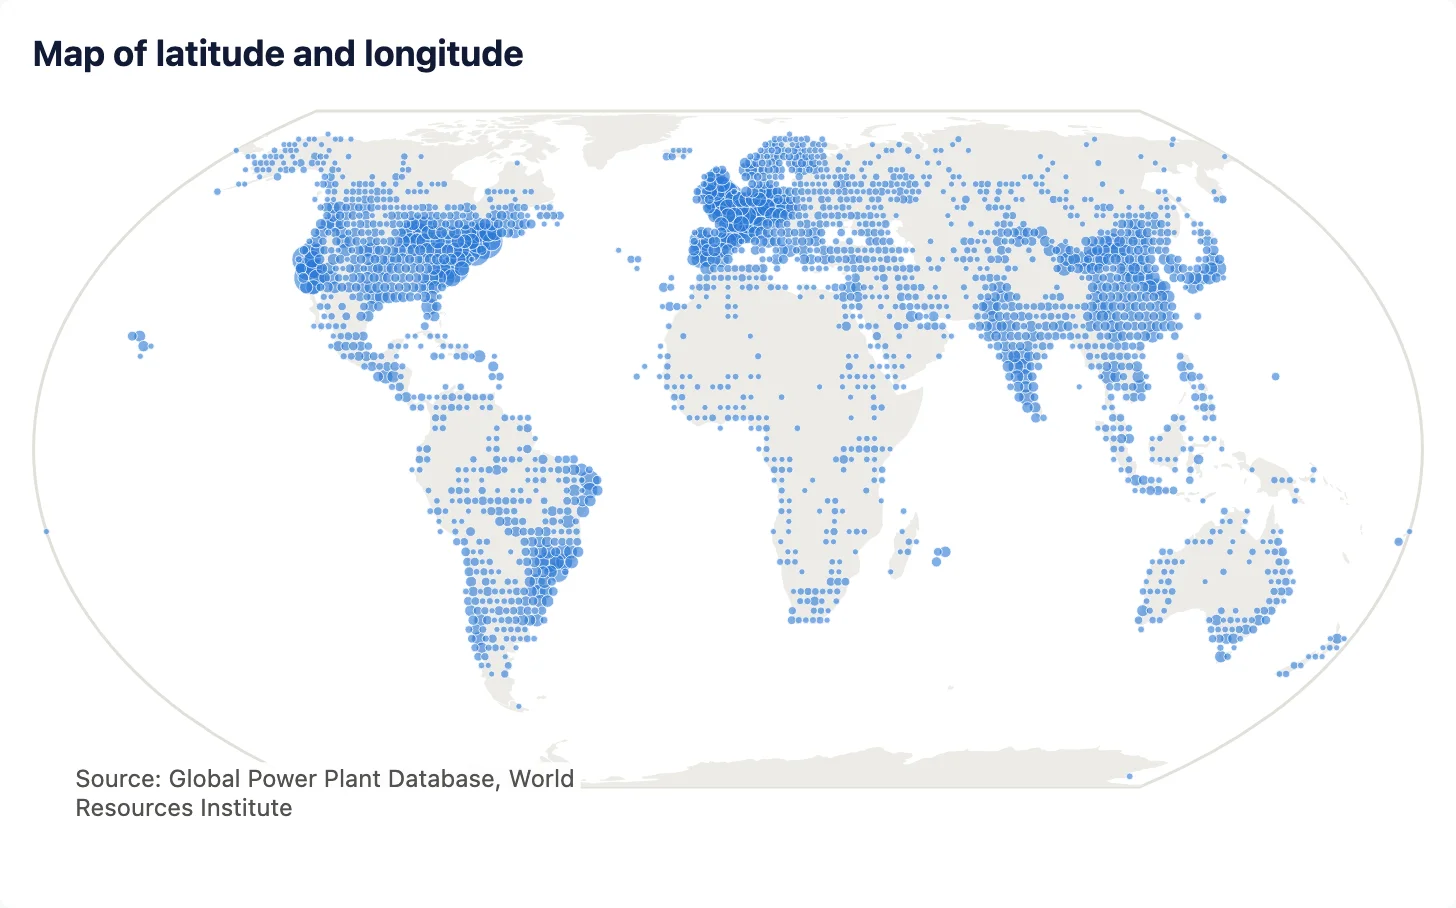 Map of latitude and longitude
Source: Global Power Plant Database, World
Resources Institute